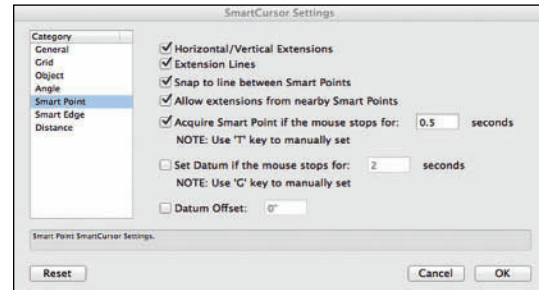 SmartCursor Settings
Category
General
Grid
Object
Angle
Smart Point
Smart Edge
Distance
Horizontal/Vertical Extensions
Extension Lines
Snap to line between Smart Points
Allow extensions from nearby Smart Points
Acquire Smart Point if the mouse stops for: 0.5 seconds
NOTE: Use 'T' key to manually set
Set Datum if the mouse stops for: 2 seconds
NOTE: Use 'G' key to manually set
Datum Offset: 0"
Smart Point SmartCursor Settings.
Reset
Cancel
OK